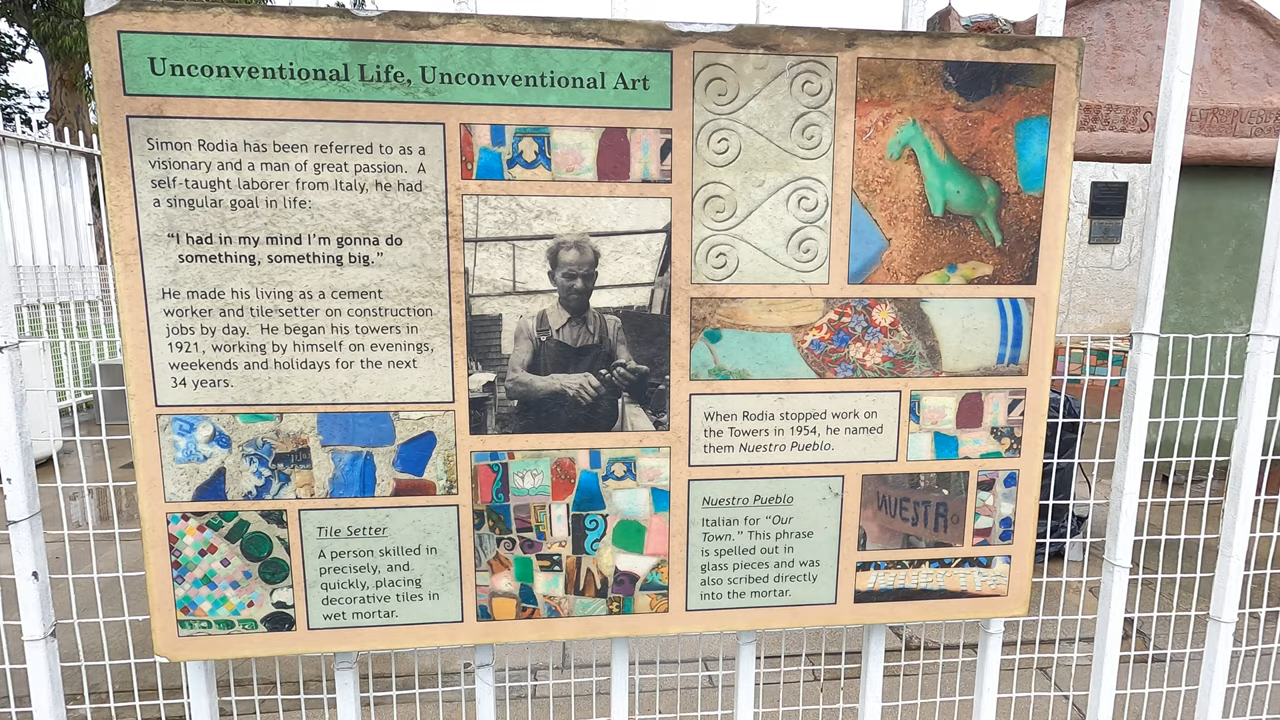 Unconventional Life, Unconventional Art
Simon Rodia has been referred to as a
visionary and a man of great passion. A
self-taught laborer from Italy, he had
a singular goal in life:
“I had in my mind I’m gonna do
something, something big.”
He made his living as a cement
worker and tile setter on construction
jobs by day. He began his towers in
1921, working by himself on evenings,
weekends and holidays for the next
34 years.
Tile Setter
A person skilled in
precisely, and
quickly, placing
decorative tiles in
wet mortar.
When Rodia stopped work on
the Towers in 1954, he named
them Nuestro Pueblo.
Nuestro Pueblo
Italian for “Our
Town.” This phrase
is spelled out in
glass pieces and was
also scribed directly
into the mortar.
NUESTRO